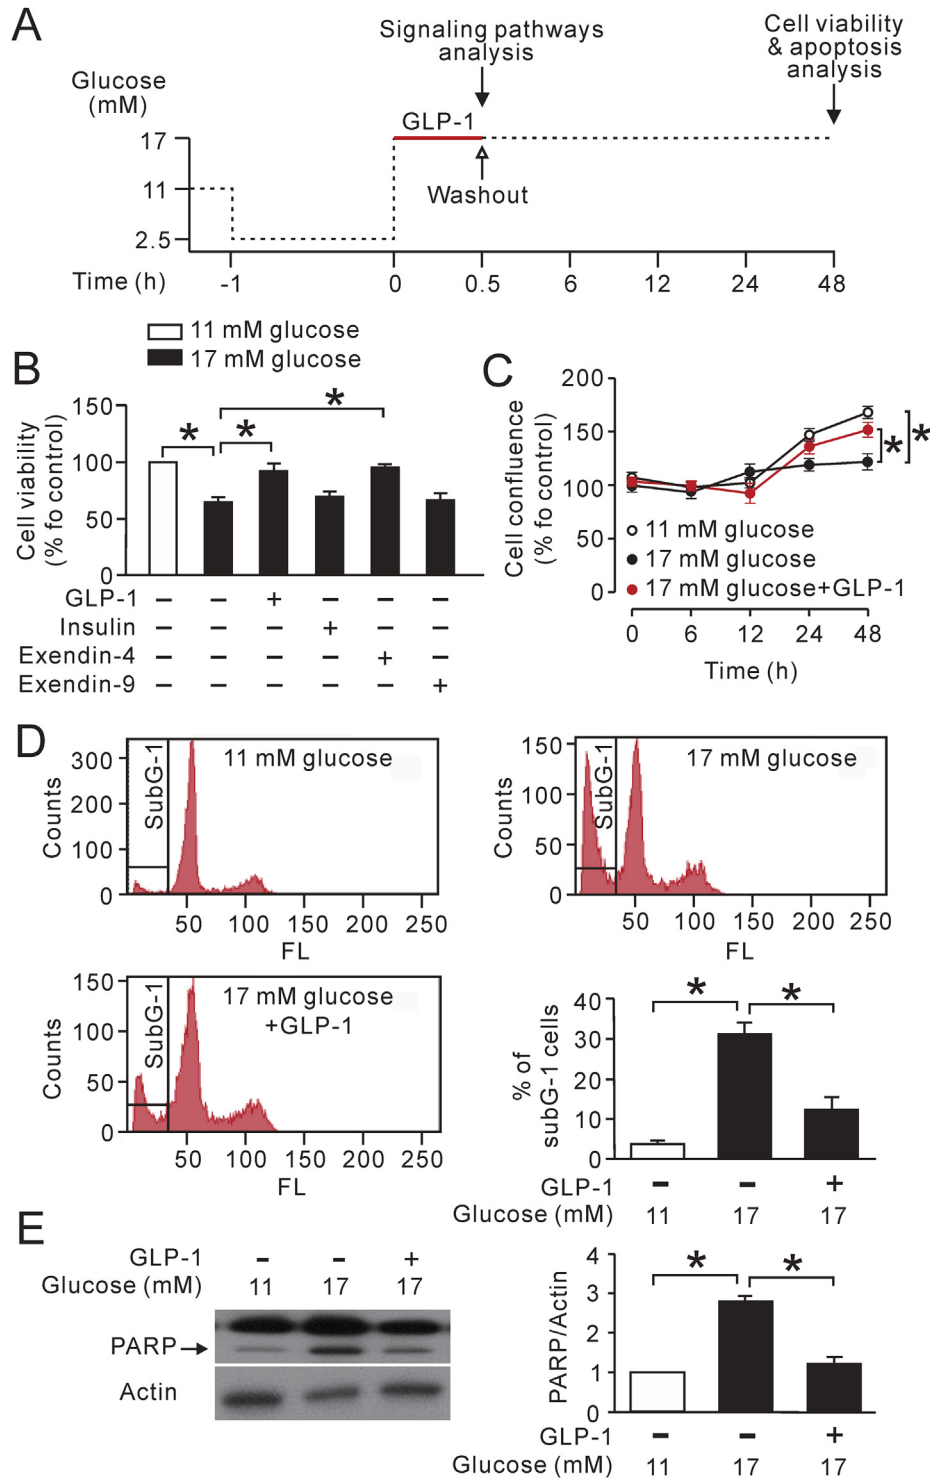 A
Signaling pathways
analysis
Cell viability
& apoptosis
analysis
Glucose
(mM)
GLP-1
17
11
2.5
Washout
Time (h)
-1 0 0.5 6 12 24 48
11 mM glucose
17 mM glucose
B
Cell viability
(% fo control)
150
100
50
0
* * *
GLP-1 – – + – – –
Insulin – – – + – –
Exendin-4 – – – – + –
Exendin-9 – – – – – +
C
Cell confluence
(% fo control)
200
150
100
50
0
* *
11 mM glucose
17 mM glucose
17 mM glucose+GLP-1
0 6 12 24 48
Time (h)
D
Counts
300
200
100
0
SubG-1
11 mM glucose
50 100 150 200 250
FL
Counts
150
100
50
0
SubG-1
17 mM glucose
50 100 150 200 250
FL
Counts
150
100
50
0
SubG-1
17 mM glucose
+GLP-1
50 100 150 200 250
FL
% of
subG-1 cells
40
30
20
10
0
* *
GLP-1 – – +
Glucose (mM) 11 17 17
E
GLP-1 – – +
Glucose (mM) 11 17 17
PARP
Actin
PARP/Actin
4
3
2
1
0
* *
GLP-1 – – +
Glucose (mM) 11 17 17